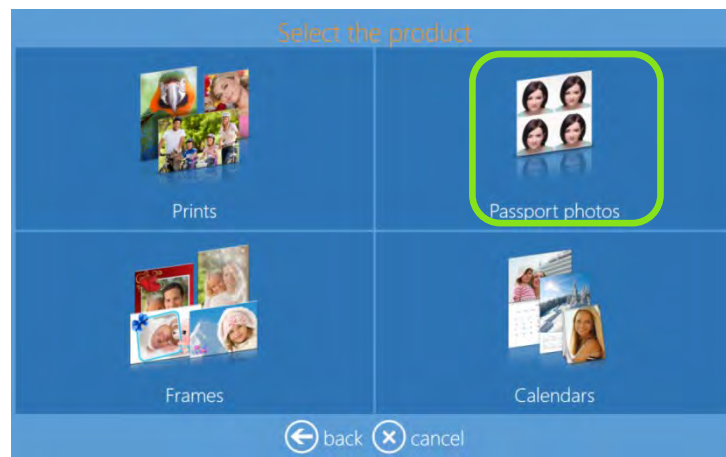 Select the product
Prints
Passport photos
Frames
Calendars
back
cancel